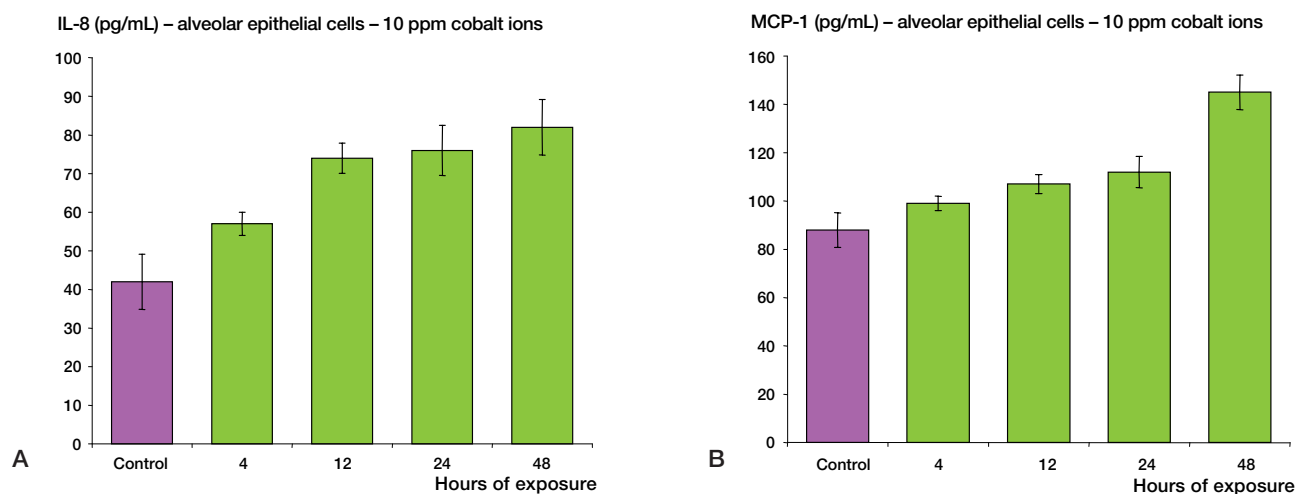 IL-8 (pg/mL) – alveolar epithelial cells – 10 ppm cobalt ions
100
90
80
70
60
50
40
30
20
10
0
Control 4 12 24 48
Hours of exposure
A
MCP-1 (pg/mL) – alveolar epithelial cells – 10 ppm cobalt ions
160
140
120
100
80
60
40
20
0
Control 4 12 24 48
Hours of exposure
B